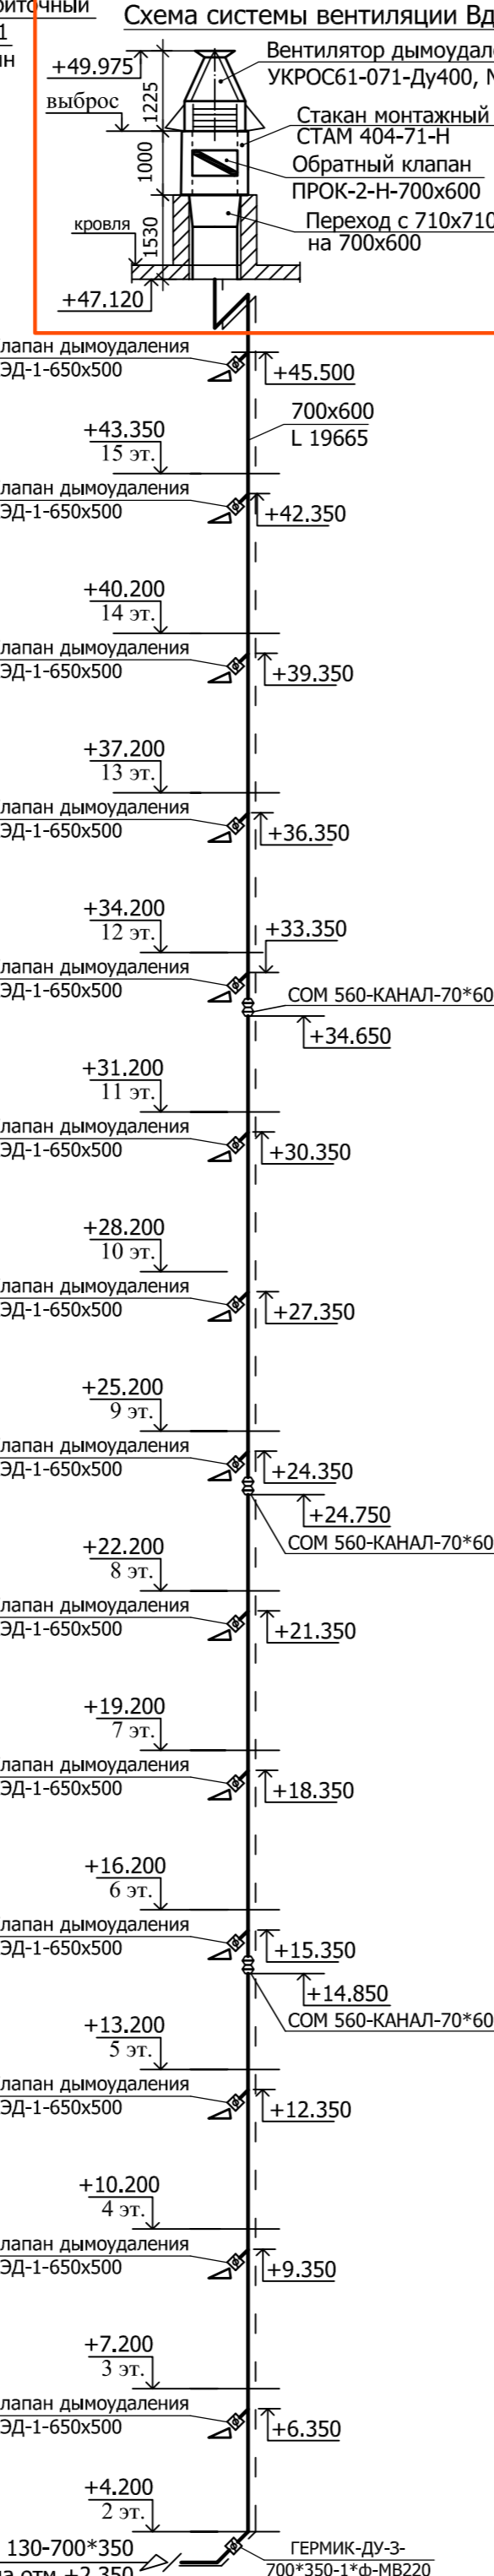 риточный
1
ин
Схема системы вентиляции Вд
+49.975
выброс
1225
1000
1530
кровля
+47.120
Вентилятор дымоудале
УКРОС61-071-Ду400, N
Стакан монтажный
СТАМ 404-71-Н
Обратный клапан
ПРОК-2-Н-700х600
Переход с 710х710
на 700х600
лапан дымоудаления
ЭД-1-650х500
+45.500
700х600
L 19665
+43.350
15 эт.
лапан дымоудаления
ЭД-1-650х500
+42.350
+40.200
14 эт.
лапан дымоудаления
ЭД-1-650х500
+39.350
+37.200
13 эт.
лапан дымоудаления
ЭД-1-650х500
+36.350
+34.200
12 эт.
+33.350
лапан дымоудаления
ЭД-1-650х500
СОМ 560-КАНАЛ-70*60
+34.650
+31.200
11 эт.
лапан дымоудаления
ЭД-1-650х500
+30.350
+28.200
10 эт.
лапан дымоудаления
ЭД-1-650х500
+27.350
+25.200
9 эт.
лапан дымоудаления
ЭД-1-650х500
+24.350
+24.750
СОМ 560-КАНАЛ-70*60
+22.200
8 эт.
лапан дымоудаления
ЭД-1-650х500
+21.350
+19.200
7 эт.
лапан дымоудаления
ЭД-1-650х500
+18.350
+16.200
6 эт.
лапан дымоудаления
ЭД-1-650х500
+15.350
+14.850
СОМ 560-КАНАЛ-70*60
+13.200
5 эт.
лапан дымоудаления
ЭД-1-650х500
+12.350
+10.200
4 эт.
лапан дымоудаления
ЭД-1-650х500
+9.350
+7.200
3 эт.
лапан дымоудаления
ЭД-1-650х500
+6.350
+4.200
2 эт.
130-700*350
на отм.+2.350
ГЕРМИК-ДУ-3-
700*350-1*ф-МВ220